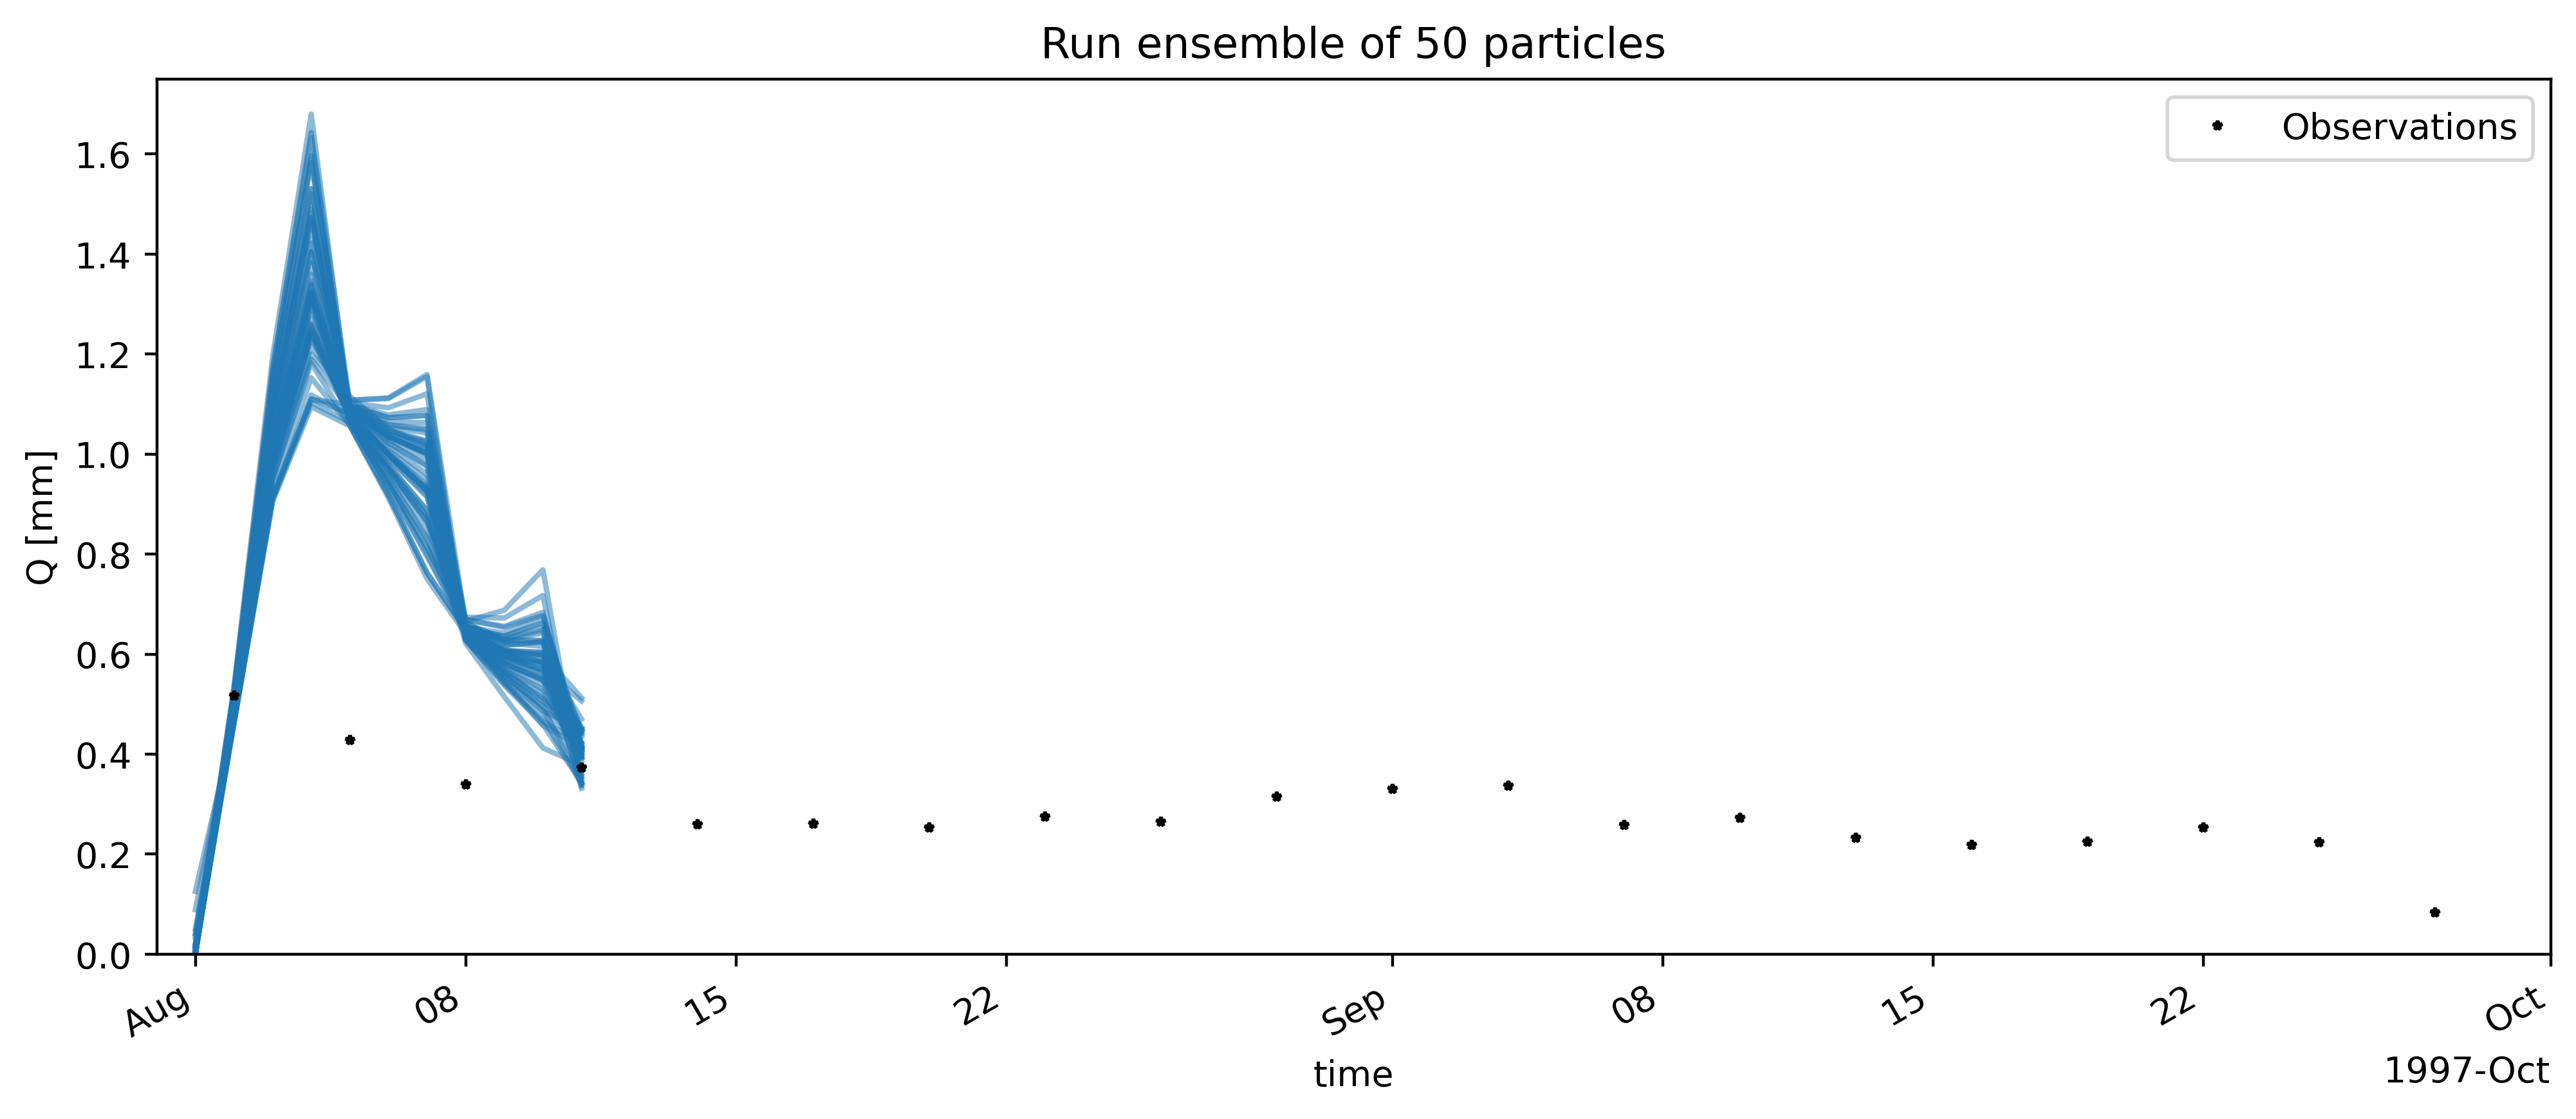 Run ensemble of 50 particles
Observations
1.6
1.4
1.2
1.0
0.8
0.6
0.4
0.2
0.0
Q [mm]
Aug
08
15
22
Sep
08
15
22
Oct
time
1997-Oct